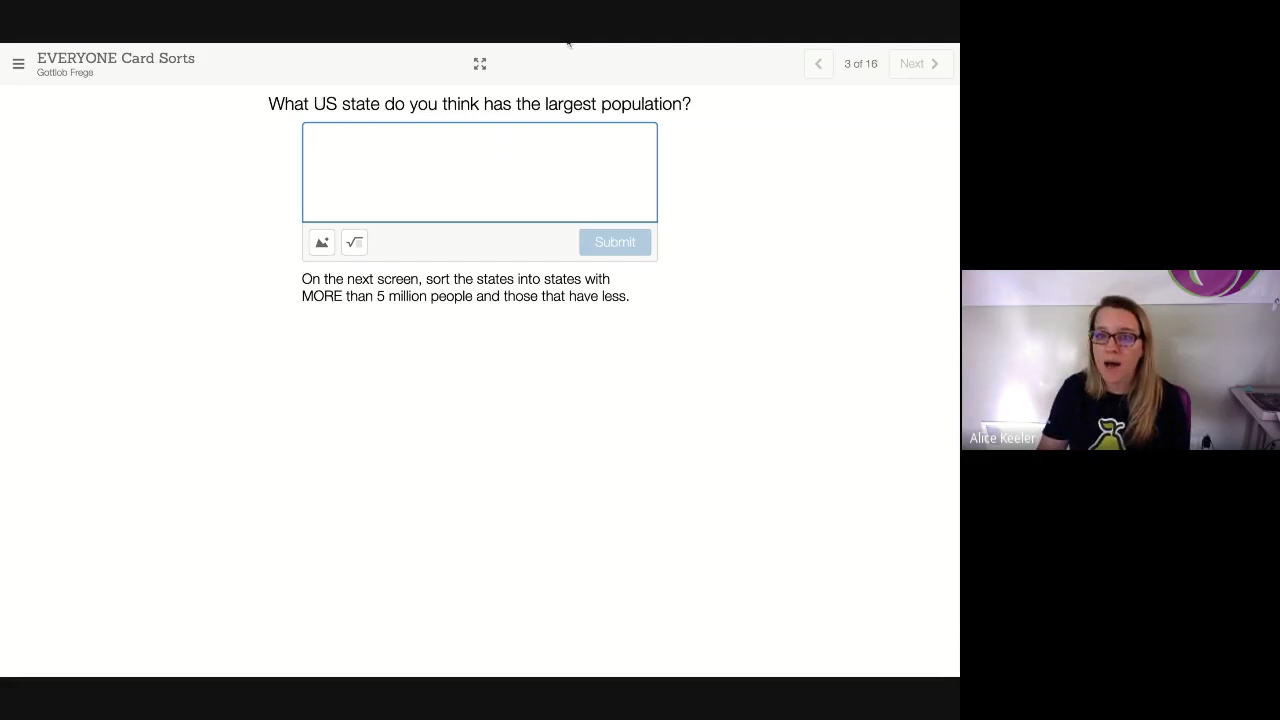 EVERYONE Card Sorts
Gottlob Frege
3 of 16
Next
What US state do you think has the largest population?
Submit
On the next screen, sort the states into states with
MORE than 5 million people and those that have less.
Alice Keeler